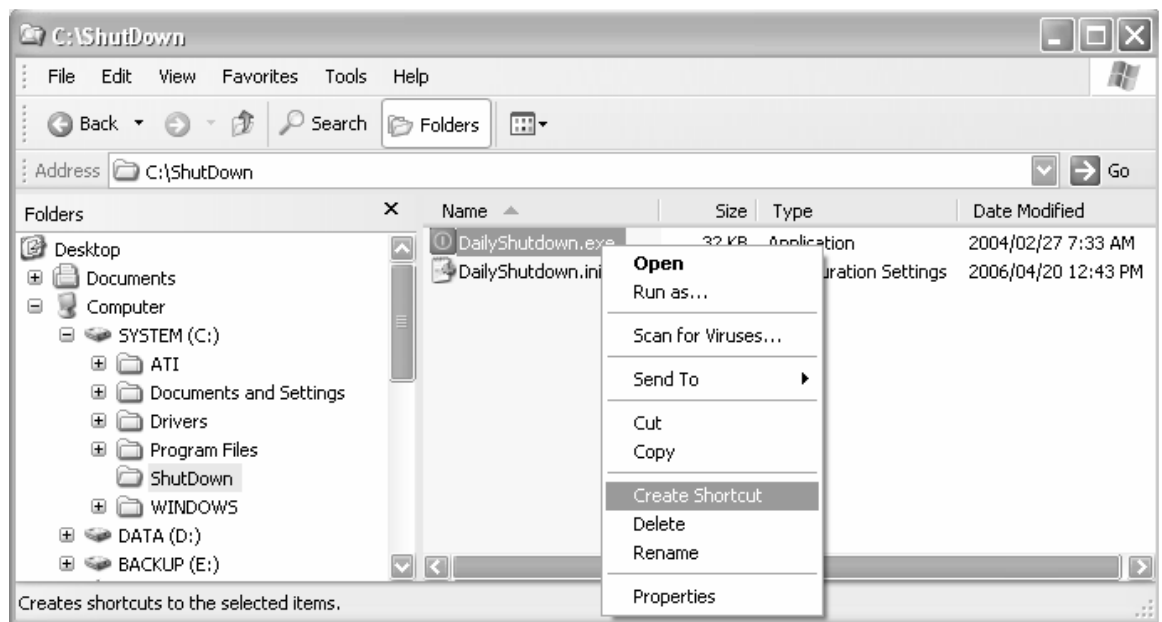 C:\ShutDown
File Edit View Favorites Tools Help
Back Search Folders
Address C:\ShutDown Go
Folders
Name Size Type Date Modified
Desktop
Documents
Computer
SYSTEM (C:)
ATI
Documents and Settings
Drivers
Program Files
ShutDown
WINDOWS
DATA (D:)
BACKUP (E:)
DailyShutdown.exe 32 KB Application 2004/02/27 7:33 AM
DailyShutdown.ini uration Settings 2006/04/20 12:43 PM
Open
Run as...
Scan for Viruses...
Send To
Cut
Copy
Create Shortcut
Delete
Rename
Properties
Creates shortcuts to the selected items.